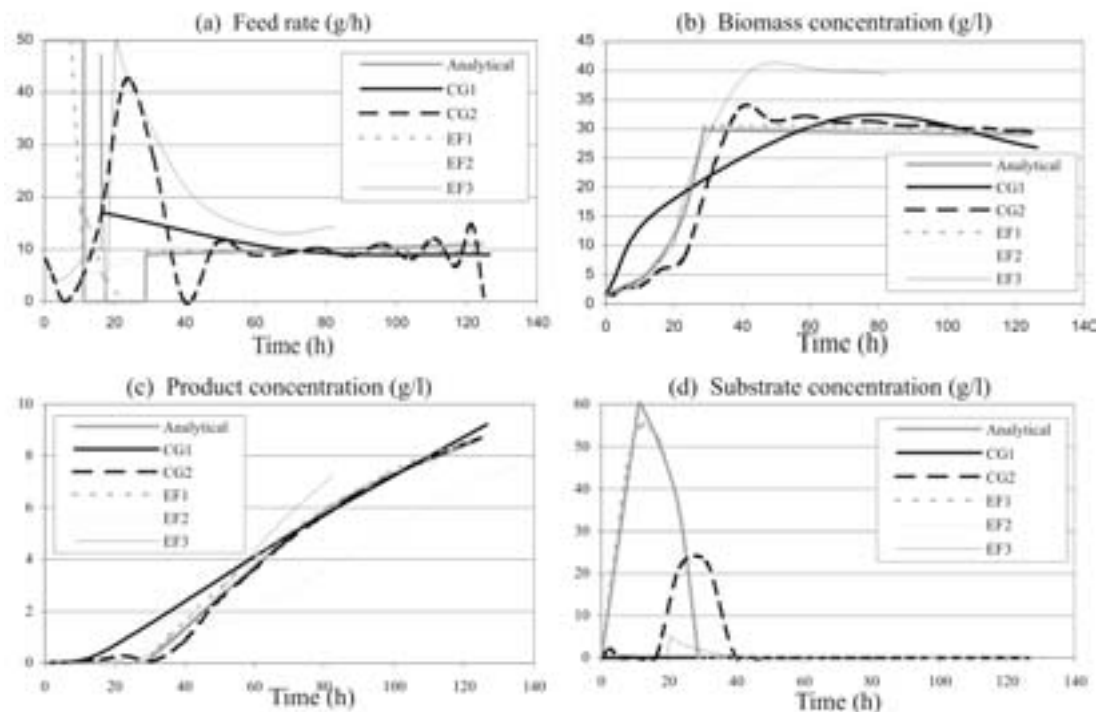 (a) Feed rate (g/h)
50
40
30
20
10
0
0 20 40 60 80 100 120 140
Time (h)
Analytical
CG1
CG2
EF1
EF2
EF3
(b) Biomass concentration (g/l)
45
40
35
30
25
20
15
10
5
0
0 20 40 60 80 100 120 140
Time (h)
Analytical
CG1
CG2
EF1
EF2
EF3
(c) Product concentration (g/l)
10
8
6
4
2
0
0 20 40 60 80 100 120 140
Time (h)
Analytical
CG1
CG2
EF1
EF2
EF3
(d) Substrate concentration (g/l)
60
50
40
30
20
10
0
0 20 40 60 80 100 120 140
Time (h)
Analytical
CG1
CG2
EF1
EF2
EF3